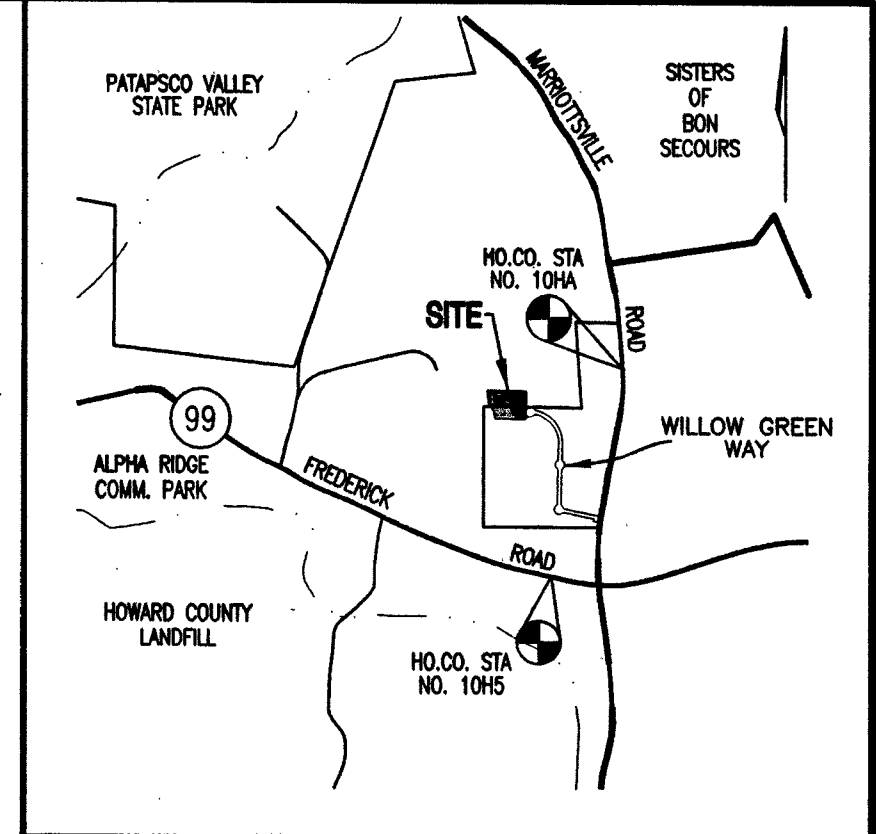 PATAPSCO VALLEY
STATE PARK
MARRIOTTSVILLE
SISTERS
OF
BON
SECOURS
HO.CO. STA
NO. 10HA
SITE
ROAD
99
WILLOW GREEN
WAY
ALPHA RIDGE
COMM. PARK
FREDERICK
ROAD
HOWARD COUNTY
LANDFILL
HO.CO. STA
NO. 10H5